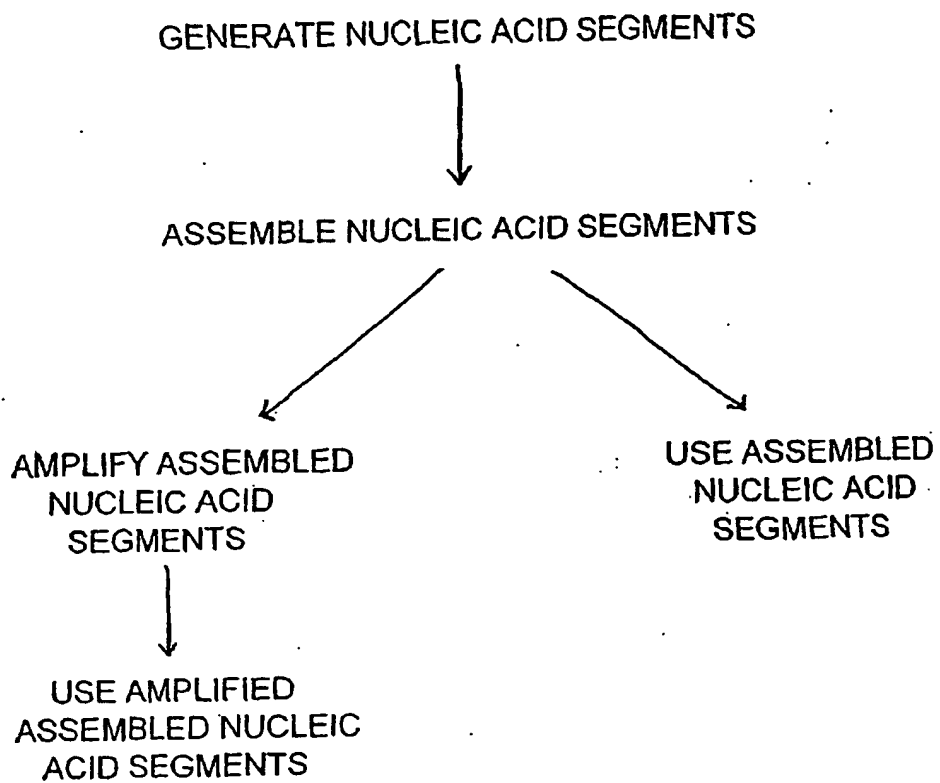 GENERATE NUCLEIC ACID SEGMENTS
ASSEMBLE NUCLEIC ACID SEGMENTS
AMPLIFY ASSEMBLED
NUCLEIC ACID
SEGMENTS
USE ASSEMBLED
NUCLEIC ACID
SEGMENTS
USE AMPLIFIED
ASSEMBLED NUCLEIC
ACID SEGMENTS